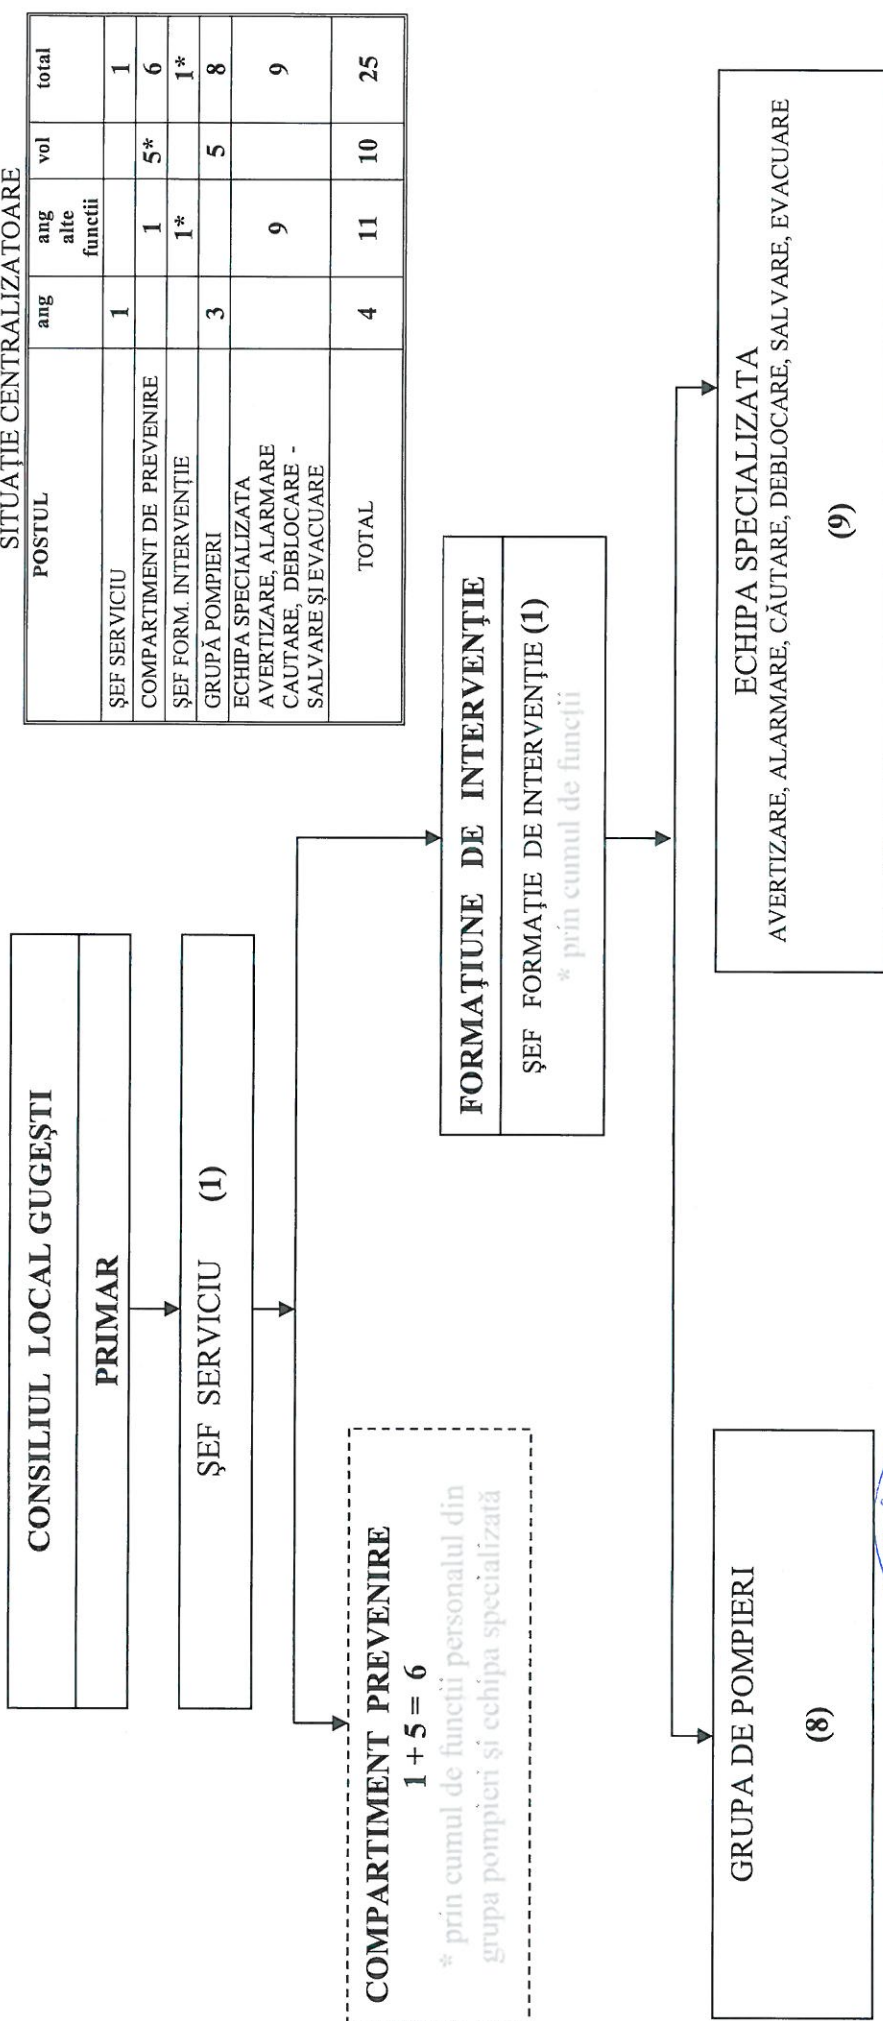 SITUAȚIE CENTRALIZATOARE
POSTUL ang ang alte functii vol total
ŞEF SERVICIU 1 1
COMPARTIMENT DE PREVENIRE 1 5* 6
ŞEF FORM. INTERVENȚIE 1* 1*
GRUPĂ POMPIERI 3 5 8
ECHIPA SPECIALIZATA
AVERTIZARE, ALARMARE
CAUTARE, DEBLOCARE - 9 9
SALVARE ŞI EVACUARE
TOTAL 4 11 10 25
CONSILIUL LOCAL GUGEŞTI
PRIMAR
ŞEF SERVICIU (1)
COMPARTIMENT PREVENIRE
1 + 5 = 6
* prin cumul de funcții personalul din
grupa pompieri și echipa specializată
FORMAȚIUNE DE INTERVENȚIE
ŞEF FORMAȚIE DE INTERVENȚIE (1)
* prin cumul de funcții
GRUPA DE POMPIERI
(8)
ECHIPA SPECIALIZATA
AVERTIZARE, ALARMARE, CĂUTARE, DEBLOCARE, SALVARE, EVACUARE
(9)